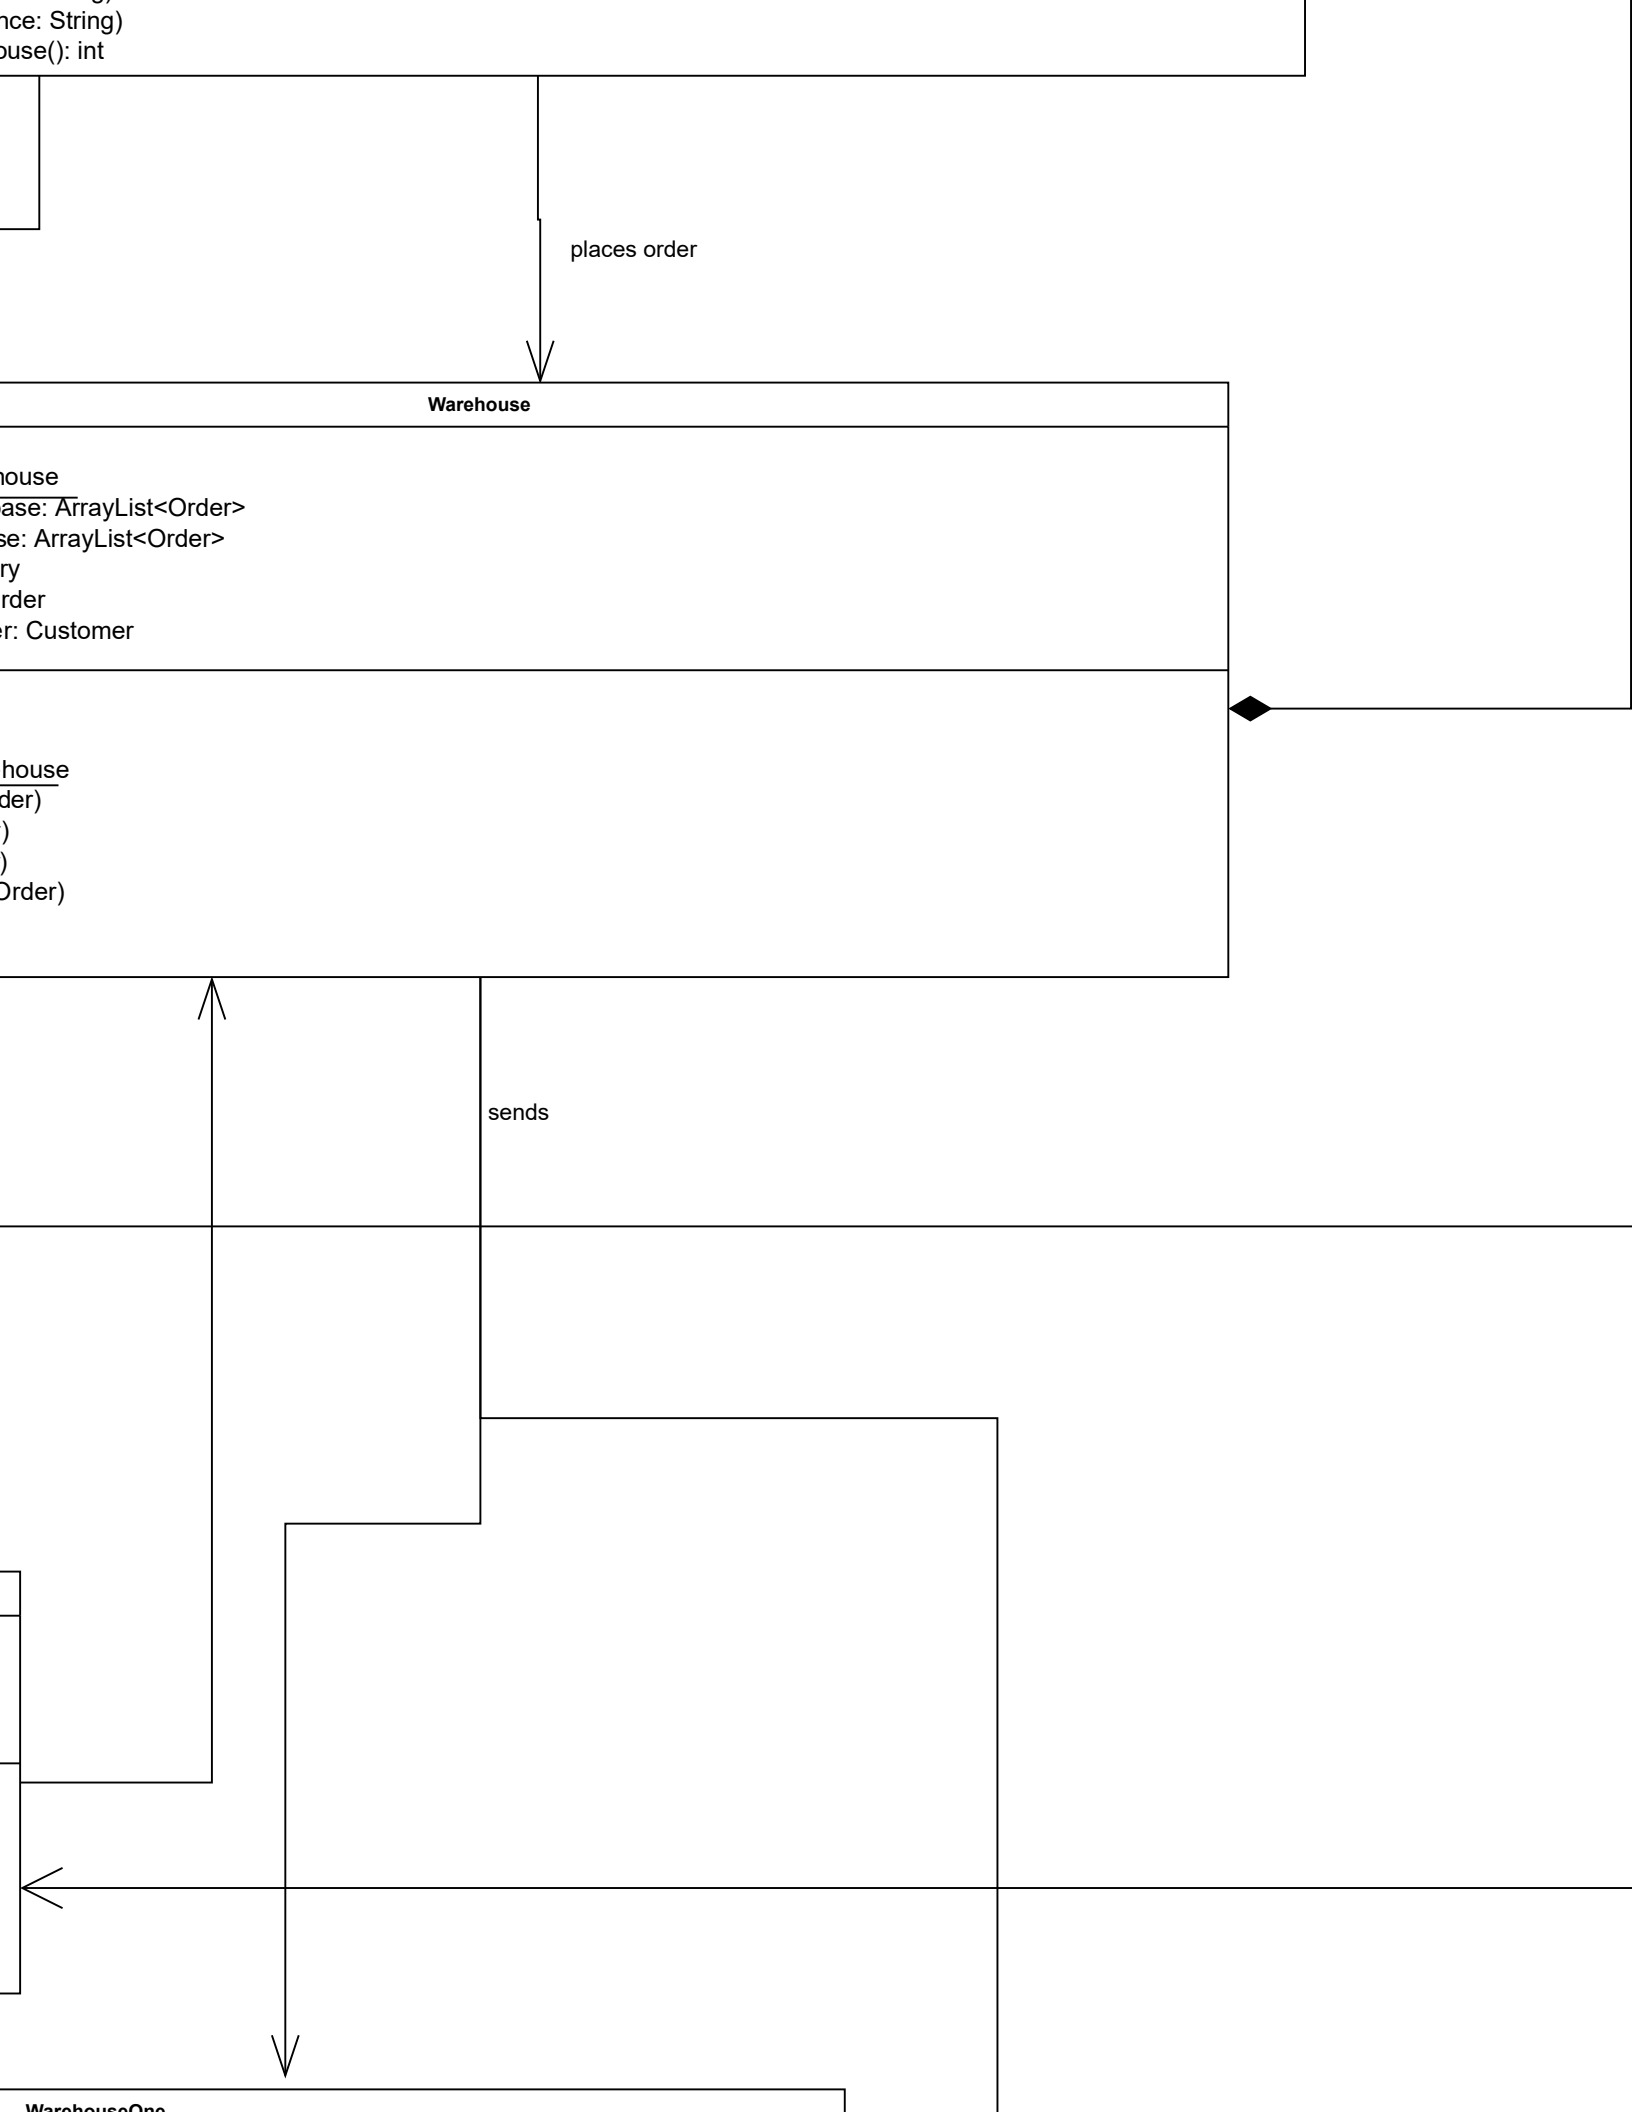 nce: String)
ouse(): int
places order
Warehouse
house
base: ArrayList<Order>
se: ArrayList<Order>
ry
rder
er: Customer
house
der)
)
)
Order)
sends
WarehouseOne